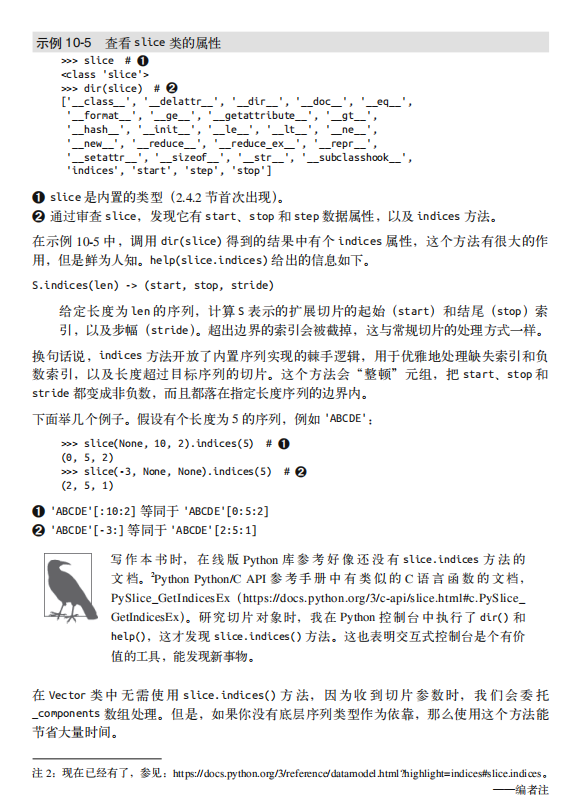 示例 10-5 查看 slice 类的属性
>>> slice # ❶
<class 'slice'>
>>> dir(slice) # ❷
['__class__', '__delattr__', '__dir__', '__doc__', '__eq__',
'__format__', '__ge__', '__getattribute__', '__gt__',
'__hash__', '__init__', '__le__', '__lt__', '__ne__',
'__new__', '__reduce__', '__reduce_ex__', '__repr__',
'__setattr__', '__sizeof__', '__str__', '__subclasshook__',
'indices', 'start', 'step', 'stop']
❶ slice 是内置的类型（2.4.2 节首次出现）。
❷ 通过审查 slice，发现它有 start、stop 和 step 数据属性，以及 indices 方法。
在示例 10-5 中，调用 dir(slice) 得到的结果中有个 indices 属性，这个方法有很大的作
用，但是鲜为人知。help(slice.indices) 给出的信息如下。
S.indices(len) -> (start, stop, stride)
给定长度为 len 的序列，计算 S 表示的扩展切片的起始（start）和结尾（stop）索
引，以及步幅（stride）。超出边界的索引会被截掉，这与常规切片的处理方式一样。
换句话说，indices 方法开放了内置序列实现的棘手逻辑，用于优雅地处理缺失索引和负
数索引，以及长度超过目标序列的切片。这个方法会“整顿”元组，把 start、stop 和
stride 都变成非负数，而且都落在指定长度序列的边界内。
下面举几个例子。假设有个长度为 5 的序列，例如 'ABCDE'：
>>> slice(None, 10, 2).indices(5) # ❶
(0, 5, 2)
>>> slice(-3, None, None).indices(5) # ❷
(2, 5, 1)
❶ 'ABCDE'[:10:2] 等同于 'ABCDE'[0:5:2]
❷ 'ABCDE'[-3:] 等同于 'ABCDE'[2:5:1]
写作本书时，在线版 Python 库参考好像还没有 slice.indices 方法的
文档。²Python Python/C API 参考手册中有类似的 C 语言函数的文档，
PySlice_GetIndicesEx（https://docs.python.org/3/c-api/slice.html#c.PySlice_
GetIndicesEx）。研究切片对象时，我在 Python 控制台中执行了 dir() 和
help()，这才发现 slice.indices() 方法。这也表明交互式控制台是个有价
值的工具，能发现新事物。
在 Vector 类中无需使用 slice.indices() 方法，因为收到切片参数时，我们会委托
_components 数组处理。但是，如果你没有底层序列类型作为依靠，那么使用这个方法能
节省大量时间。
注 2：现在已经有了，参见：https://docs.python.org/3/reference/datamodel.html?highlight=indices#slice.indices。
——编者注